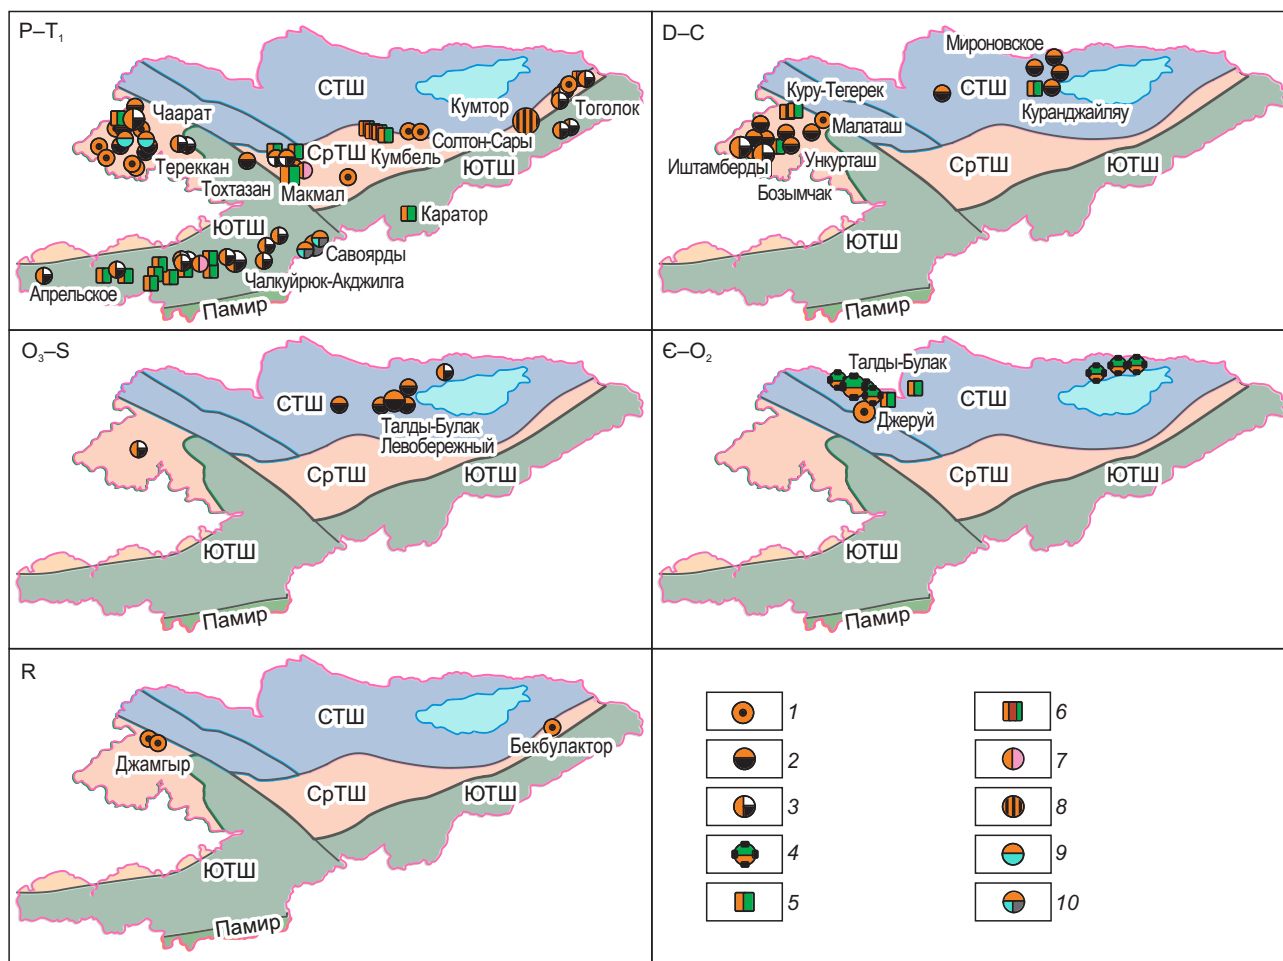 P–T₁
СТШ
Чаарат
Кумтор
Тоголок
Солтон-Сары
СрТШ
Кумбель
Тереккан
ЮТШ
Тохтазан
Макмал
Каратор
ЮТШ
Савоярды
Чалкуйрюк-Акджилга
Апрельское
Памир
D–C
Мироновское
Куру-Тегерек
СТШ
Куранджайляу
Малаташ
Иштамберды
Ункурташ
СрТШ
ЮТШ
Бозымчак
ЮТШ
Памир
O₃–S
СТШ
Талды-Булак
Левобережный
СрТШ
ЮТШ
ЮТШ
Памир
Є–O₂
Талды-Булак
СТШ
Джеруй
СрТШ
ЮТШ
ЮТШ
Памир
R
СТШ
Бекбулактор
Джамгыр
СрТШ
ЮТШ
ЮТШ
Памир
1
2
3
4
5
6
7
8
9
10